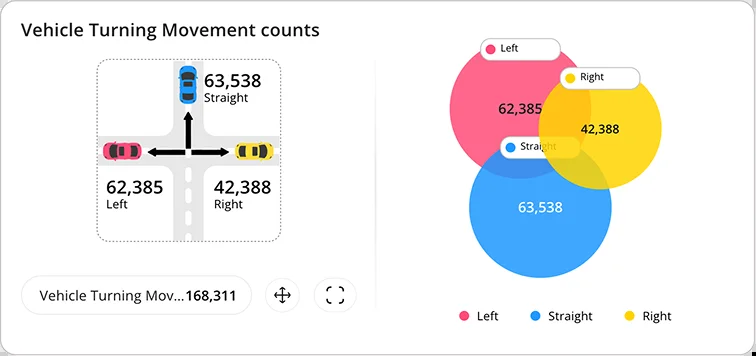 Vehicle Turning Movement counts
63,538
Straight
62,385
Left
42,388
Right
Vehicle Turning Mov...168,311
Left
Right
62,385
42,388
Straight
63,538
Left
Straight
Right